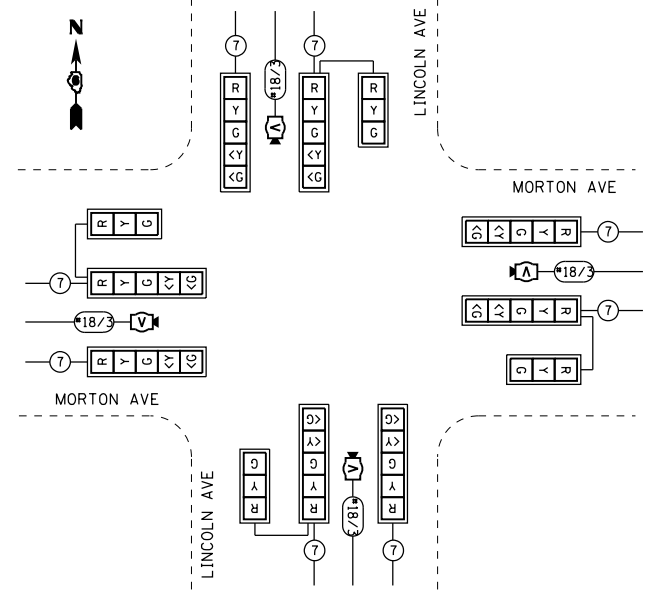 N
LINCOLN AVE
7
7
#18/3
R
Y
G
<Y
<G
V
R
Y
G
<Y
<G
R
Y
G
MORTON AVE
R Y G
7
R Y G <Y <G
#18/3
V
7
R Y G <Y <G
MORTON AVE
<G <Y G Y R
7
V
#18/3
<G <Y G Y R
7
G Y R
LINCOLN AVE
G
Y
R
<G
<Y
G
Y
R
V
#18/3
<G
<Y
G
Y
R
7
7